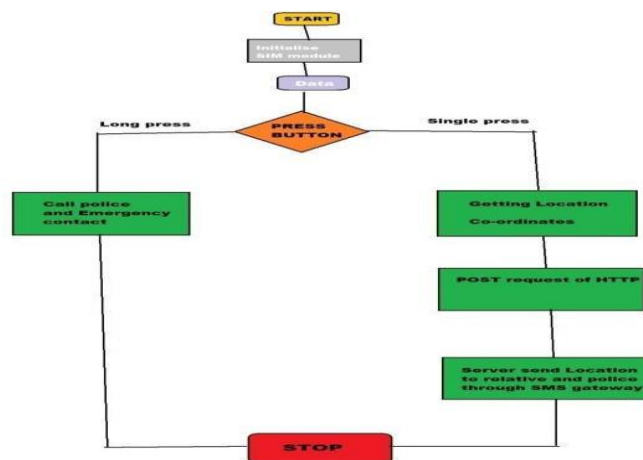 START
Initialise
SIM module
Data
Long press
PRESS
BUTTON
Single press
Call police
and Emergency
contact
Getting Location
Co-ordinates
POST request of HTTP
Server send Location
to relative and police
through SMS gateway
STOP